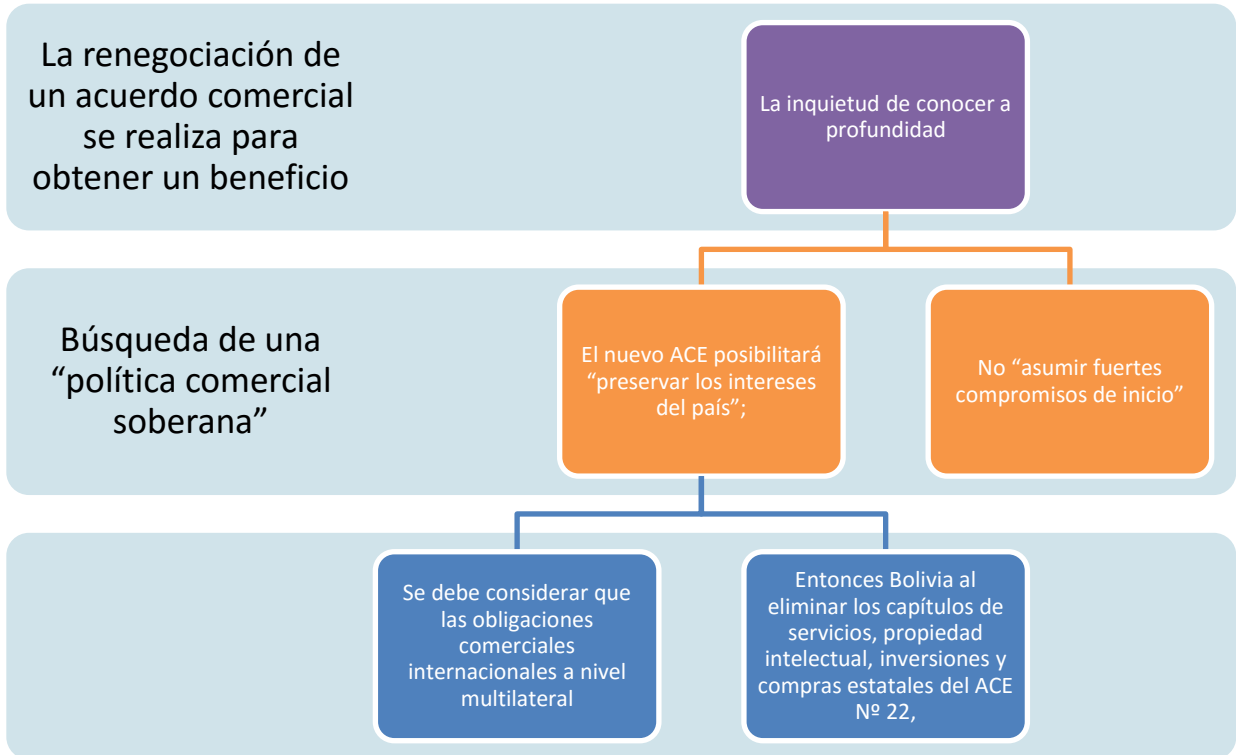 La renegociación de
un acuerdo comercial
se realiza para
obtener un beneficio
La inquietud de conocer a
profundidad
Búsqueda de una
“política comercial
soberana”
El nuevo ACE posibilitará
“preservar los intereses
del país”;
No “asumir fuertes
compromisos de inicio”
Se debe considerar que
las obligaciones
comerciales
internacionales a nivel
multilateral
Entonces Bolivia al
eliminar los capítulos de
servicios, propiedad
intelectual, inversiones y
compras estatales del ACE
Nº 22,